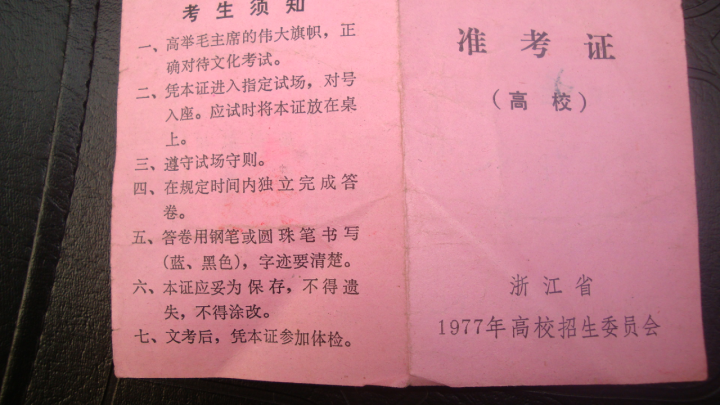 考生须知
一、高举毛主席的伟大旗帜，正
确对待文化考试。
二、凭本证进入指定试场，对号
入座。应试时将本证放在桌
上。
三、遵守试场守则。
四、在规定时间内独立完成答
卷。
五、答卷用钢笔或圆珠笔书写
(蓝、黑色)，字迹要清楚。
六、本证应妥为保存，不得遗
失，不得涂改。
七、文考后，凭本证参加体检。
准考证
(高校)
浙江省
1977年高校招生委员会